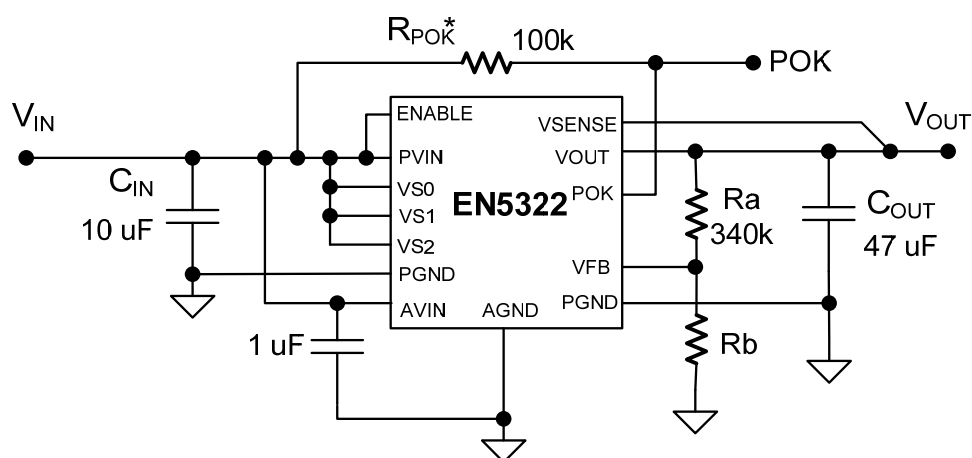 RPOK* 100k POK
VIN
ENABLE
VSENSE
VOUT
PVIN
VOUT
CIN
10 uF
VS0
VS1
VS2
EN5322
POK
Ra
340k
COUT
47 uF
PGND
VFB
AVIN
AGND
PGND
1 uF
Rb